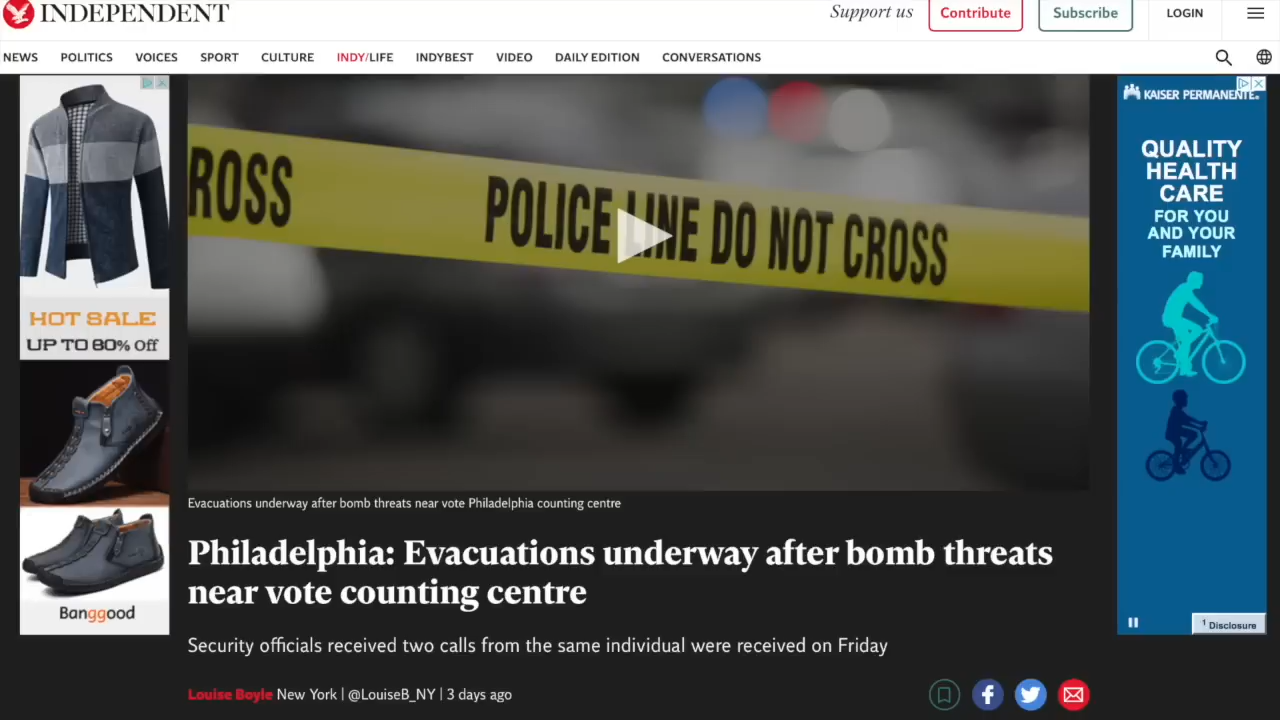 INDEPENDENT
Support us
Contribute
Subscribe
LOGIN
NEWS
POLITICS
VOICES
SPORT
CULTURE
INDY/LIFE
INDYBEST
VIDEO
DAILY EDITION
CONVERSATIONS
HOT SALE
UP TO 80% Off
Banggood
ROSS
POLICE LINE DO NOT CROSS
KAISER PERMANENTE®
QUALITY
HEALTH
CARE
FOR YOU
AND YOUR
FAMILY
1 Disclosure
Evacuations underway after bomb threats near vote Philadelphia counting centre
Philadelphia: Evacuations underway after bomb threats
near vote counting centre
Security officials received two calls from the same individual were received on Friday
Louise Boyle New York | @LouiseB_NY | 3 days ago